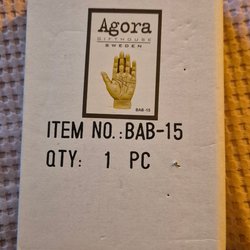 Agora
GIFTHOUSE
SWEDEN
BAB-15
ITEM NO.:BAB-15
QTY: 1 PC